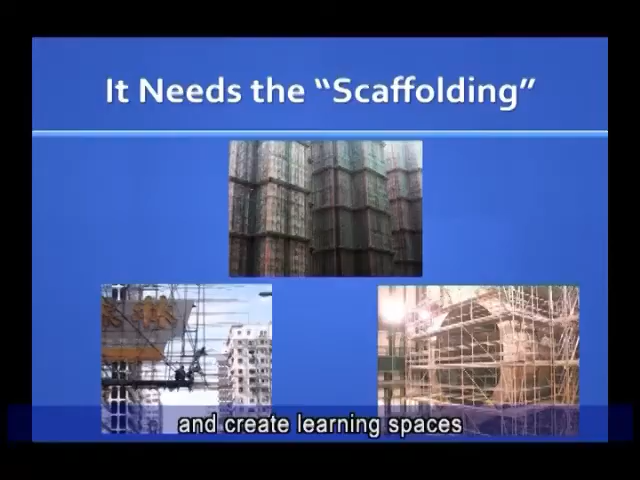 It Needs the “Scaffolding”
and create learning spaces